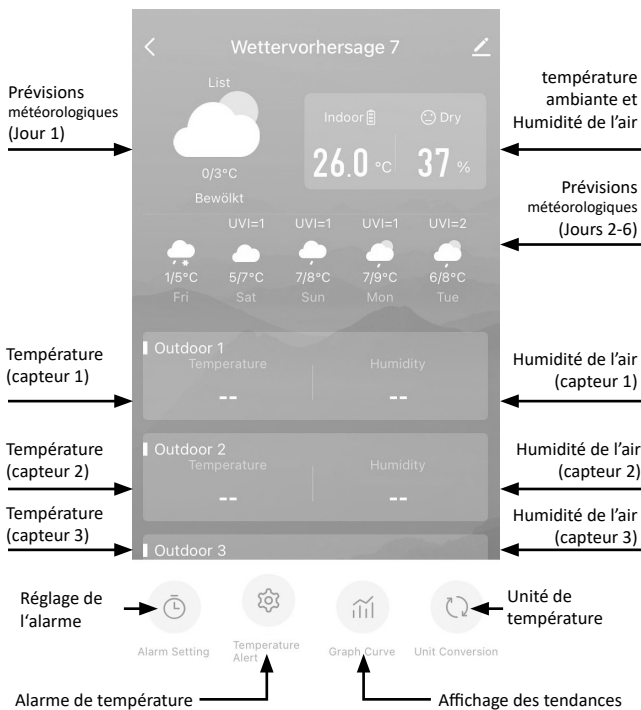 Wettervorhersage 7
List
Prévisions
météorologiques
(Jour 1)
température
ambiante et
Humidité de l’air
Indoor
Dry
26.0 °C
37 %
0/3°C
Bewölkt
Prévisions
météorologiques
(Jours 2-6)
UVI=1
UVI=1
UVI=1
UVI=2
1/5°C
5/7°C
7/8°C
7/9°C
6/8°C
Fri
Sat
Sun
Mon
Tue
Température
(capteur 1)
Outdoor 1
Temperature
Humidity
--
--
Humidité de l’air
(capteur 1)
Température
(capteur 2)
Outdoor 2
Temperature
Humidity
--
--
Humidité de l’air
(capteur 2)
Température
(capteur 3)
Outdoor 3
Humidité de l’air
(capteur 3)
Réglage de
l‘alarme
Unité de
température
Alarm Setting
Temperature
Alert
Graph Curve
Unit Conversion
Alarme de température
Affichage des tendances